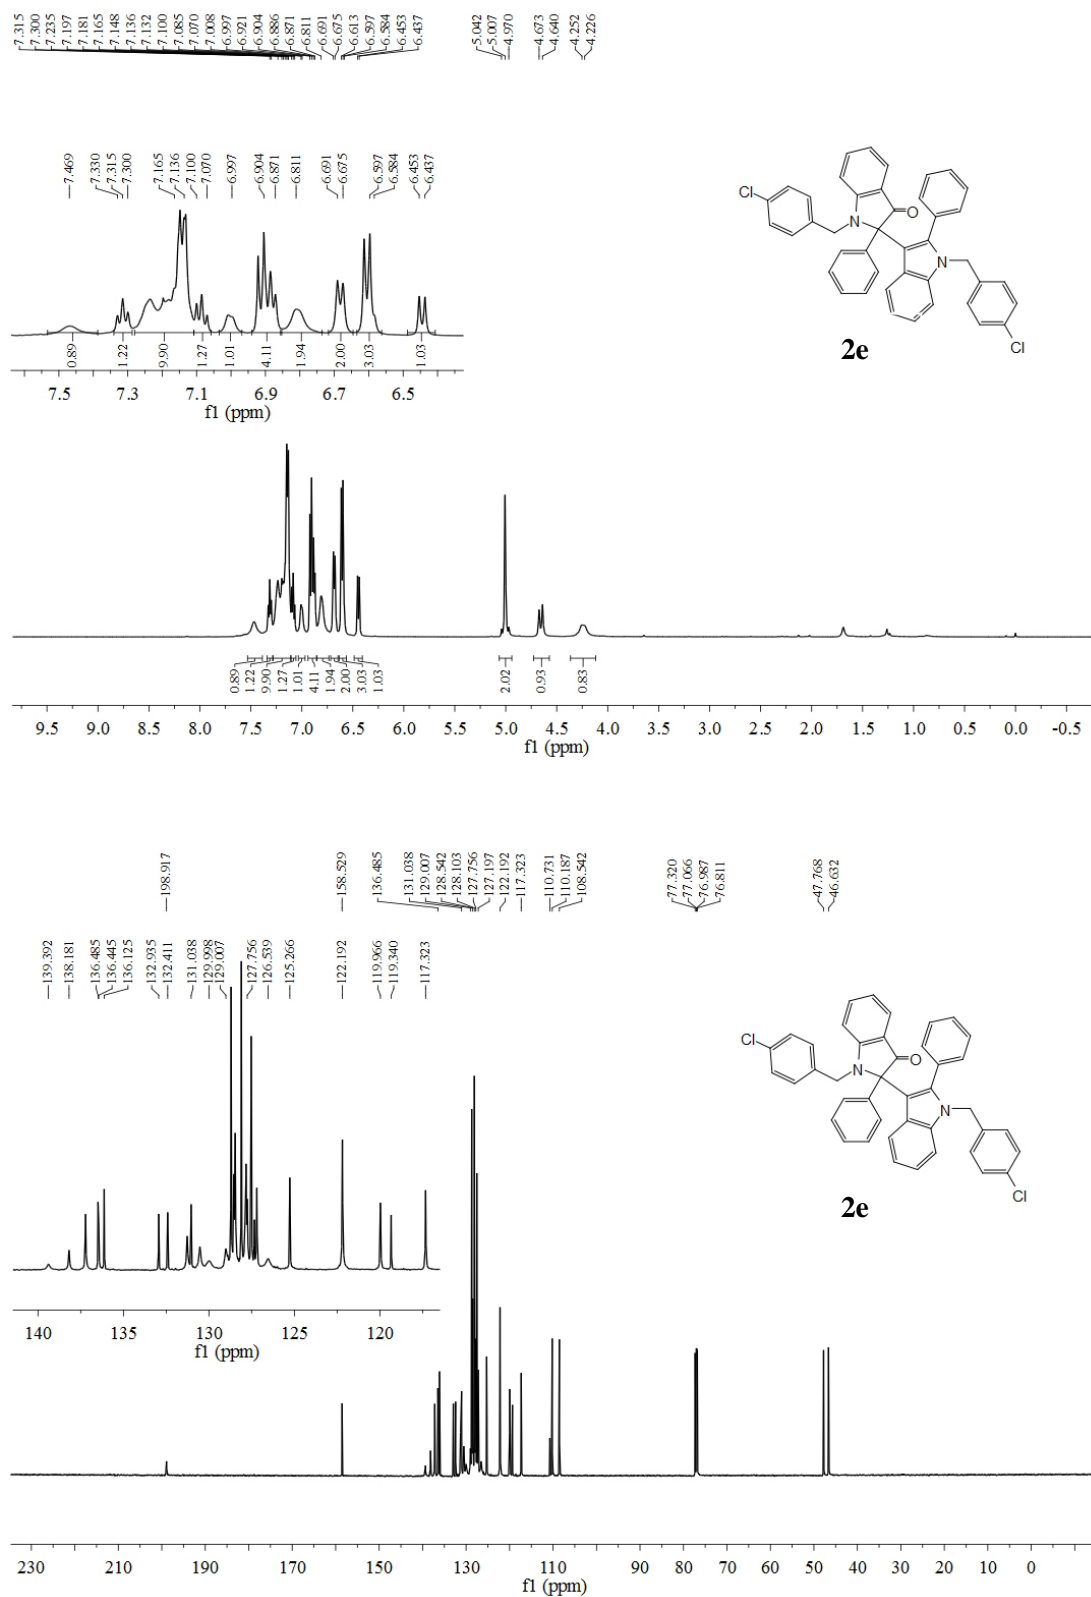 7.315 7.300 7.235 7.197 7.181 7.165 7.148 7.136 7.132 7.100 7.085 7.070 7.008 6.997 6.921 6.904 6.886 6.871 6.811 6.691 6.675 6.613 6.597 6.584 6.453 6.437 5.042 5.007 4.970 4.673 4.640 4.252 4.226
7.469 7.330 7.315 7.300 7.165 7.136 7.100 7.070 6.997 6.904 6.871 6.811 6.691 6.675 6.597 6.584 6.453 6.437
Cl N O N Cl
2e
0.89 1.22 9.90 1.27 1.01 4.11 1.94 2.00 3.03 1.03
7.5 7.3 7.1 6.9 6.7 6.5
f1 (ppm)
0.89 1.22 9.90 1.27 1.01 4.11 1.94 2.00 3.03 1.03 2.02 0.93 0.83
9.5 9.0 8.5 8.0 7.5 7.0 6.5 6.0 5.5 5.0 4.5 4.0 3.5 3.0 2.5 2.0 1.5 1.0 0.5 0.0 -0.5
f1 (ppm)
198.917 158.529 136.485 131.038 129.007 128.542 128.103 127.756 127.197 122.192 117.323 110.731 110.187 108.542 77.320 77.066 76.987 76.811 47.768 46.632
139.392 138.181 136.485 136.445 136.125 132.935 132.411 131.038 129.998 129.007 127.756 126.539 125.266 122.192 119.966 119.340 117.323
Cl N O N Cl
2e
140 135 130 125 120
f1 (ppm)
230 210 190 170 150 130 110 90 80 70 60 50 40 30 20 10 0
f1 (ppm)